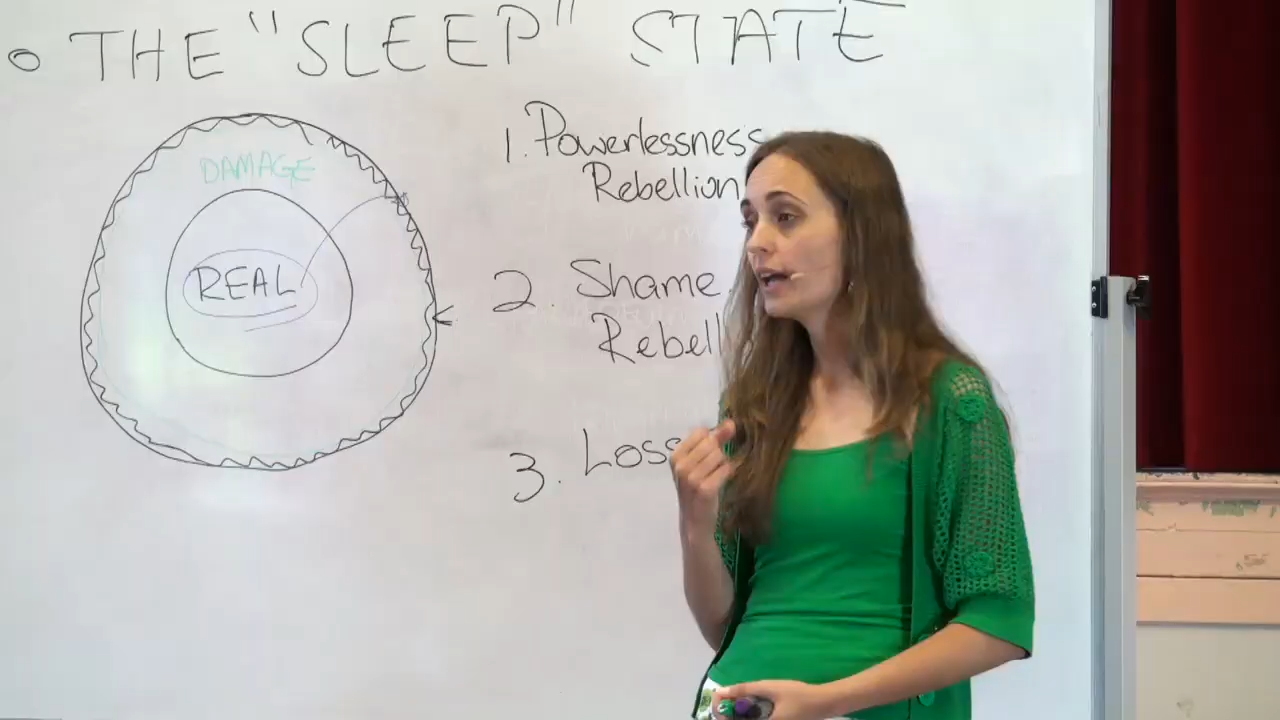 THE "SLEEP" STATE
DAMAGE
REAL
1. Powerlessness
Rebellion
2. Shame
Rebell
3. Loss